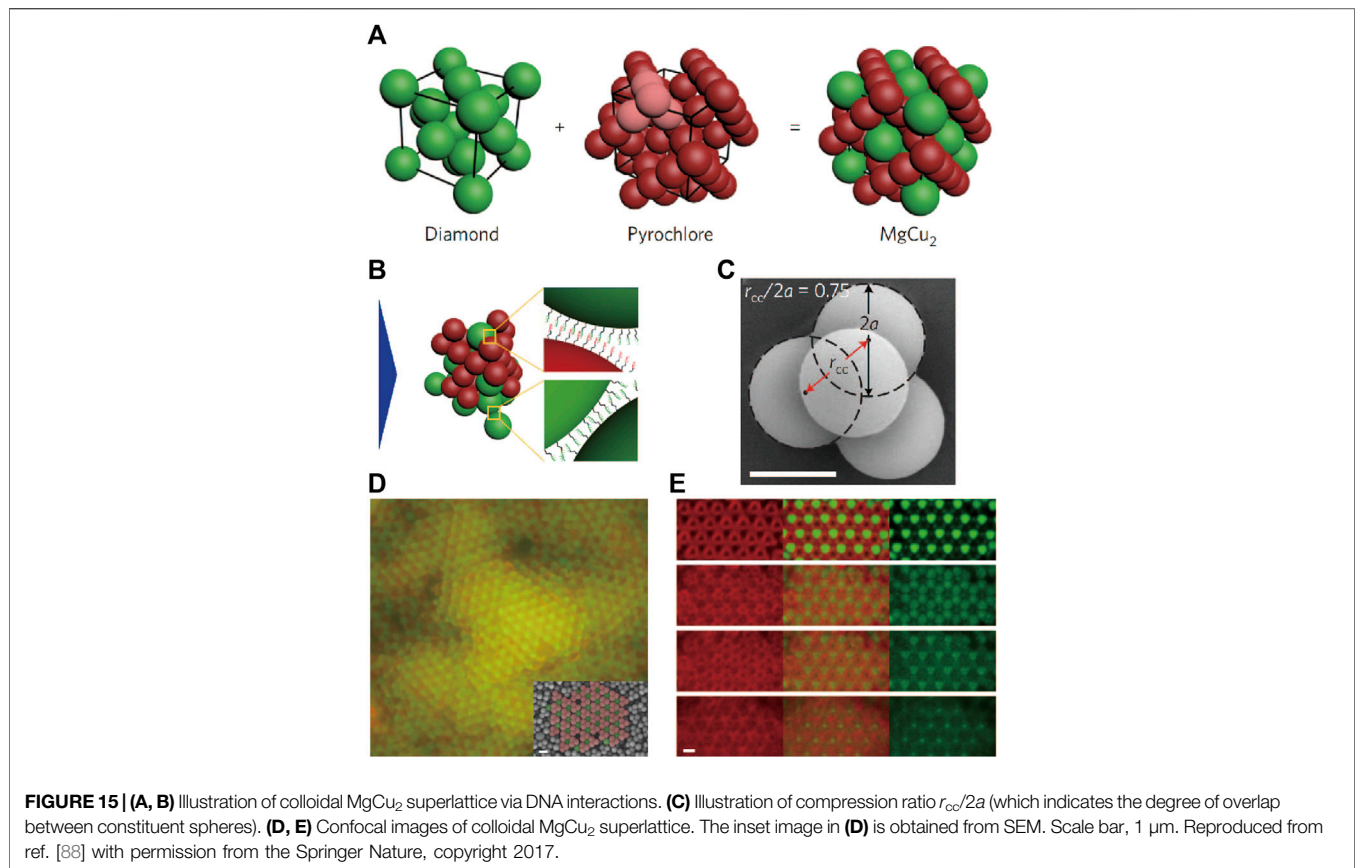 A
+
=
Diamond
Pyrochlore
MgCu₂
B
C
r_cc/2a = 0.75
2a
r_cc
D
E
FIGURE 15 | (A, B) Illustration of colloidal MgCu₂ superlattice via DNA interactions. (C) Illustration of compression ratio r_cc/2a (which indicates the degree of overlap
between constituent spheres). (D, E) Confocal images of colloidal MgCu₂ superlattice. The inset image in (D) is obtained from SEM. Scale bar, 1 μm. Reproduced from
ref. [88] with permission from the Springer Nature, copyright 2017.